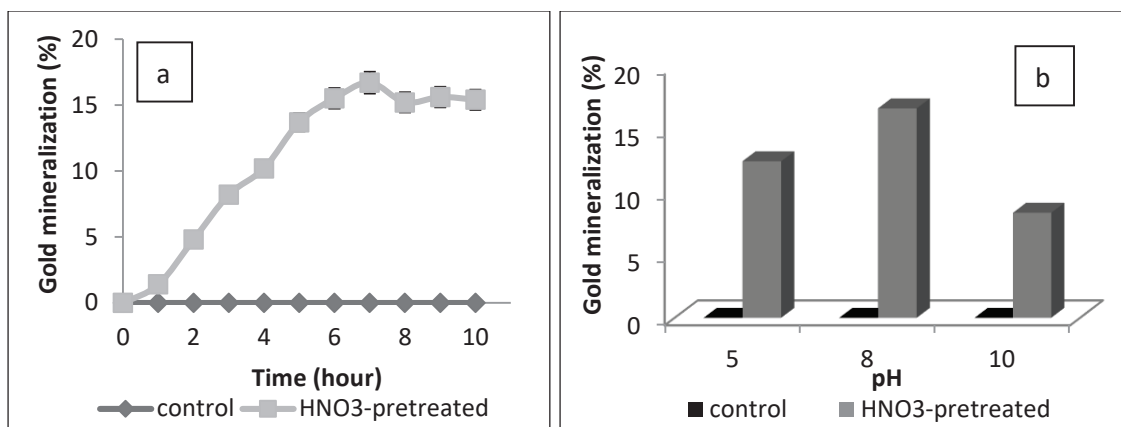 a
Gold mineralization (%)
20
15
10
5
0
0 2 4 6 8 10
Time (hour)
control HNO3-pretreated
b
Gold mineralization (%)
20
15
10
5
0
5 8 10
pH
control HNO3-pretreated